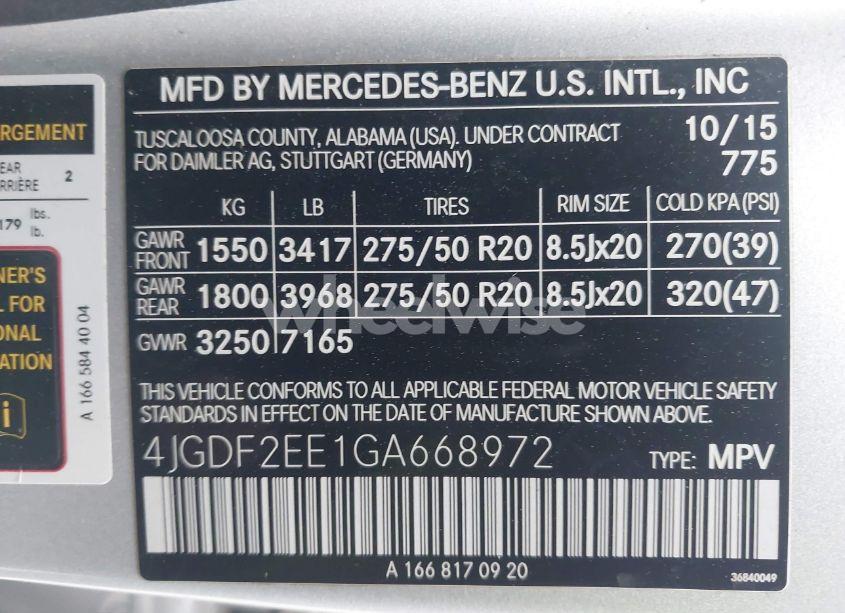 RGEMENT
EAR
RRIÈRE 2
179 lbs.
lb.
NER'S
L FOR
ONAL
ATION
i
A 166 584 40 04
MFD BY MERCEDES-BENZ U.S. INTL., INC
TUSCALOOSA COUNTY, ALABAMA (USA). UNDER CONTRACT 10/15
FOR DAIMLER AG, STUTTGART (GERMANY) 775
KG LB TIRES RIM SIZE COLD KPA (PSI)
GAWR FRONT 1550 3417 275/50 R20 8.5Jx20 270(39)
GAWR REAR 1800 3968 275/50 R20 8.5Jx20 320(47)
wheelwise
GVWR 3250 7165
THIS VEHICLE CONFORMS TO ALL APPLICABLE FEDERAL MOTOR VEHICLE SAFETY
STANDARDS IN EFFECT ON THE DATE OF MANUFACTURE SHOWN ABOVE.
4JGDF2EE1GA668972 TYPE: MPV
A 166 817 09 20
36840049